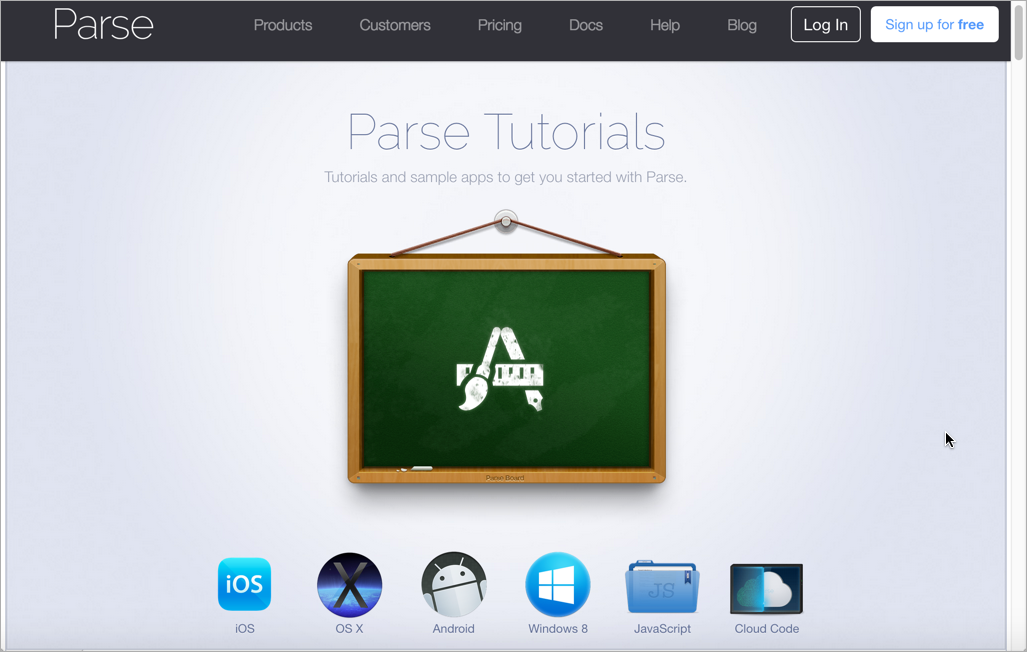 Parse
Products Customers Pricing Docs Help Blog Log In Sign up for free
Parse Tutorials
Tutorials and sample apps to get you started with Parse.
Parse Board
iOS X JS
iOS OS X Android Windows 8 JavaScript Cloud Code